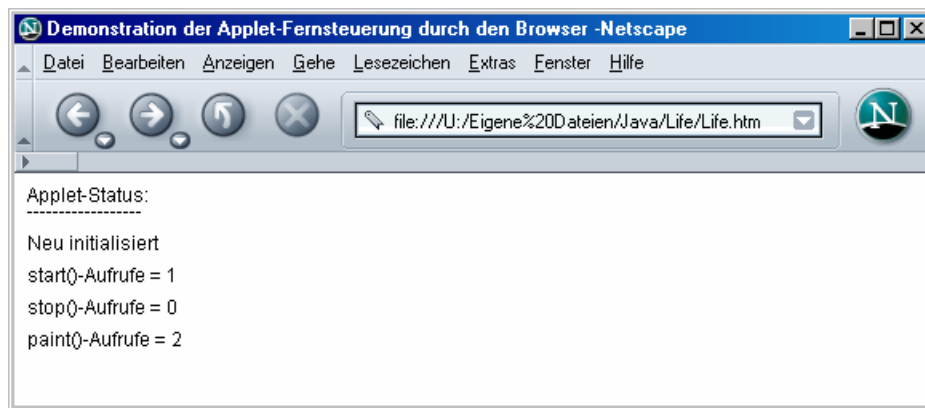 Demonstration der Applet-Fernsteuerung durch den Browser -Netscape
Datei Bearbeiten Anzeigen Gehe Lesezeichen Extras Fenster Hilfe
file:///U:/Eigene%20Dateien/Java/Life/Life.htm
N
Applet-Status:
------------------
Neu initialisiert
start()-Aufrufe = 1
stop()-Aufrufe = 0
paint()-Aufrufe = 2